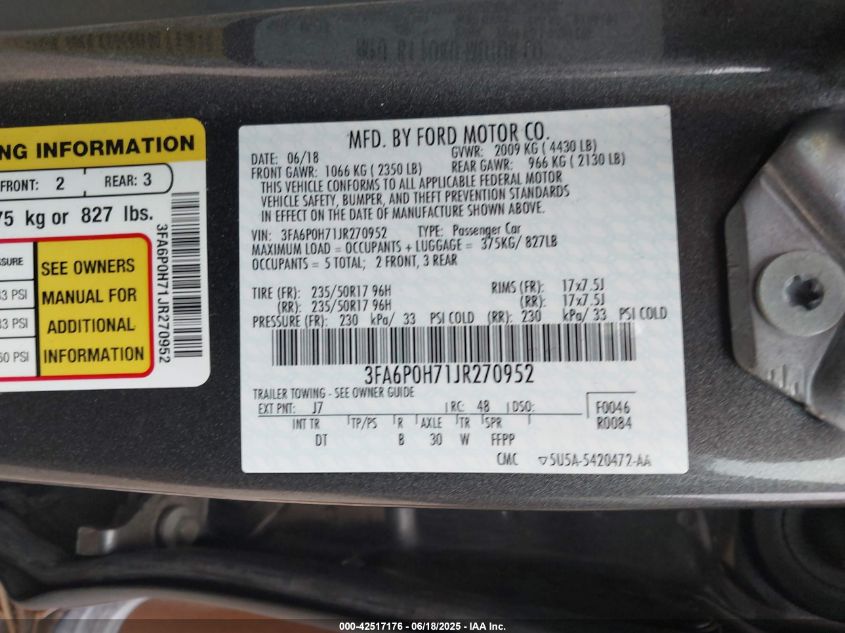 NG INFORMATION
FRONT: 2 REAR: 3
75 kg or 827 lbs.
SSURE
33 PSI
33 PSI
60 PSI
SEE OWNERS
MANUAL FOR
ADDITIONAL
INFORMATION
3FA6P0H71JR270952
MFD. BY FORD MOTOR CO.
DATE: 06/18 GVWR: 2009 KG ( 4430 LB)
FRONT GAWR: 1066 KG ( 2350 LB) REAR GAWR: 966 KG ( 2130 LB)
THIS VEHICLE CONFORMS TO ALL APPLICABLE FEDERAL MOTOR
VEHICLE SAFETY, BUMPER, AND THEFT PREVENTION STANDARDS
IN EFFECT ON THE DATE OF MANUFACTURE SHOWN ABOVE.
VIN: 3FA6P0H71JR270952 TYPE: Passenger Car
MAXIMUM LOAD = OCCUPANTS + LUGGAGE = 375KG/ 827LB
OCCUPANTS = 5 TOTAL; 2 FRONT, 3 REAR
TIRE (FR): 235/50R17 96H RIMS (FR): 17x7.5J
(RR): 235/50R17 96H (RR): 17x7.5J
PRESSURE (FR): 230 kPa/ 33 PSI COLD (RR): 230 kPa/ 33 PSI COLD
3FA6P0H71JR270952
TRAILER TOWING - SEE OWNER GUIDE
EXT PNT: J7 RC: 48 DSO: F0046
INT TR TP/PS R AXLE TR SPR R0084
DT B 30 W FFPP
CMC ▽5U5A-5420472-AA
000-42517176 - 06/18/2025 - IAA Inc.